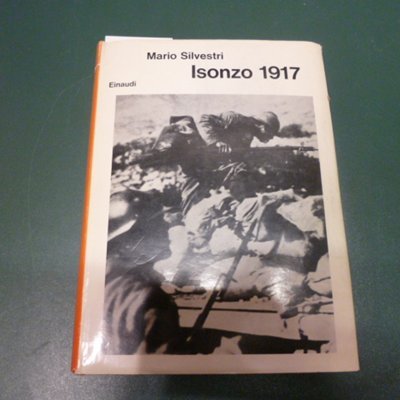 Mario Silvestri
Isonzo 1917
Einaudi